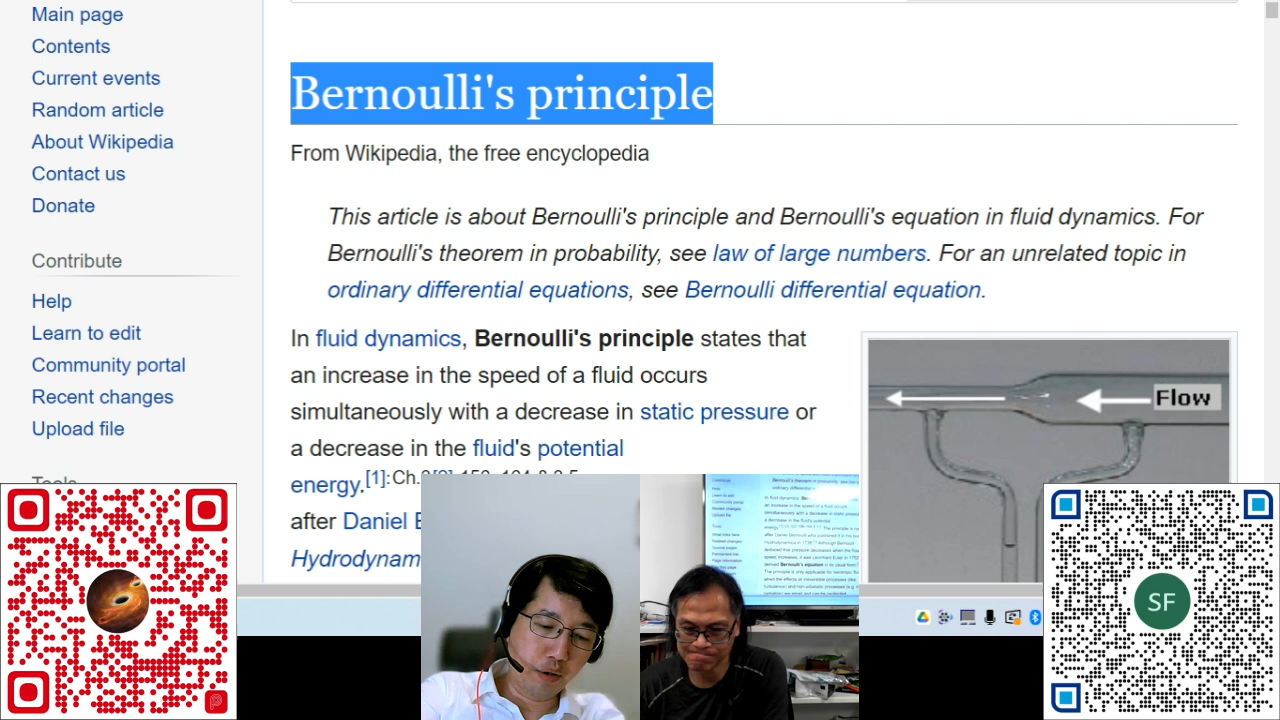 Main page
Contents
Current events
Random article
About Wikipedia
Contact us
Donate
Contribute
Help
Learn to edit
Community portal
Recent changes
Upload file
Tools
Bernoulli's principle
From Wikipedia, the free encyclopedia
This article is about Bernoulli's principle and Bernoulli's equation in fluid dynamics. For
Bernoulli's theorem in probability, see law of large numbers. For an unrelated topic in
ordinary differential equations, see Bernoulli differential equation.
In fluid dynamics, Bernoulli's principle states that
an increase in the speed of a fluid occurs
simultaneously with a decrease in static pressure or
a decrease in the fluid's potential
energy.[1]:Ch.
after Daniel
Hydrodynam
Flow
SF